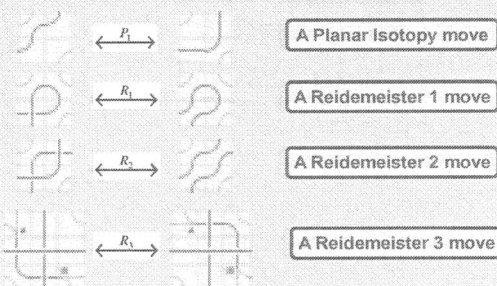 P1 A Planar Isotopy move
R1 A Reidemeister 1 move
R2 A Reidemeister 2 move
R3 A Reidemeister 3 move